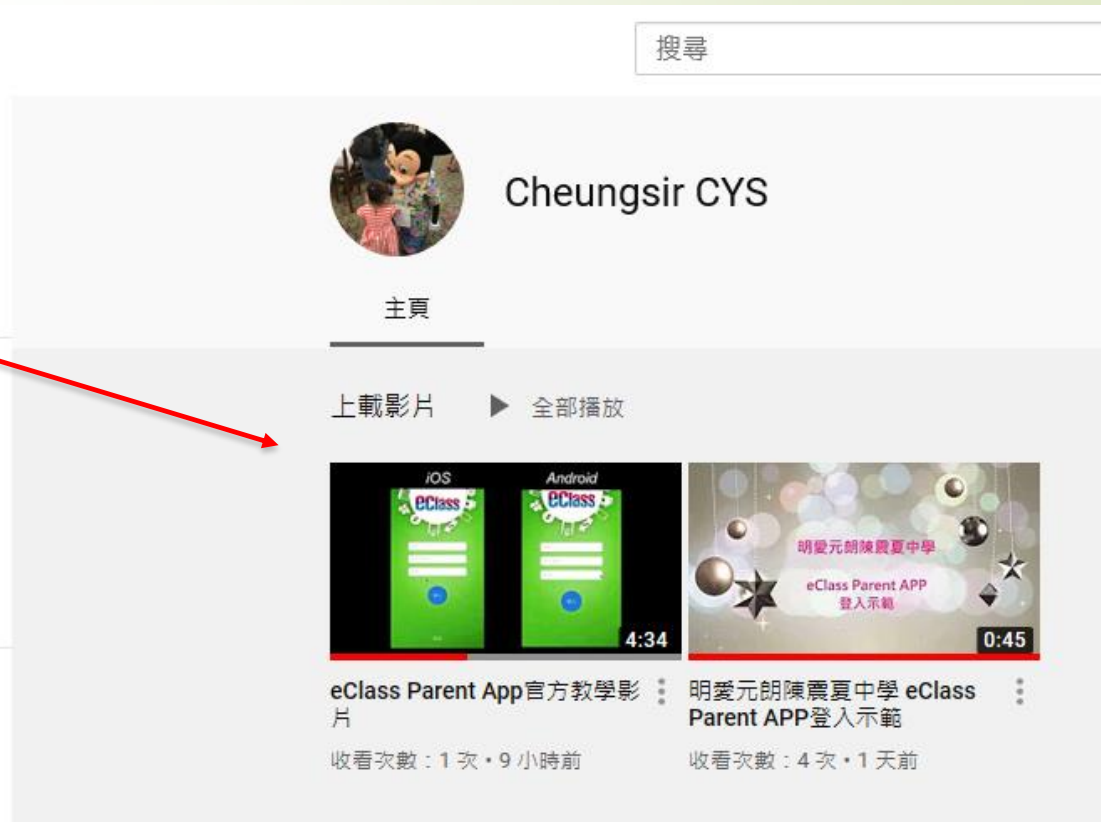 搜尋
Cheungsir CYS
主頁
上載影片 ▶ 全部播放
iOS Android
eClass eClass
4:34
明愛元朗陳震夏中學
eClass Parent APP
登入示範
0:45
eClass Parent App官方教學影
片
收看次數：1 次 • 9 小時前
明愛元朗陳震夏中學 eClass
Parent APP登入示範
收看次數：4 次 • 1 天前